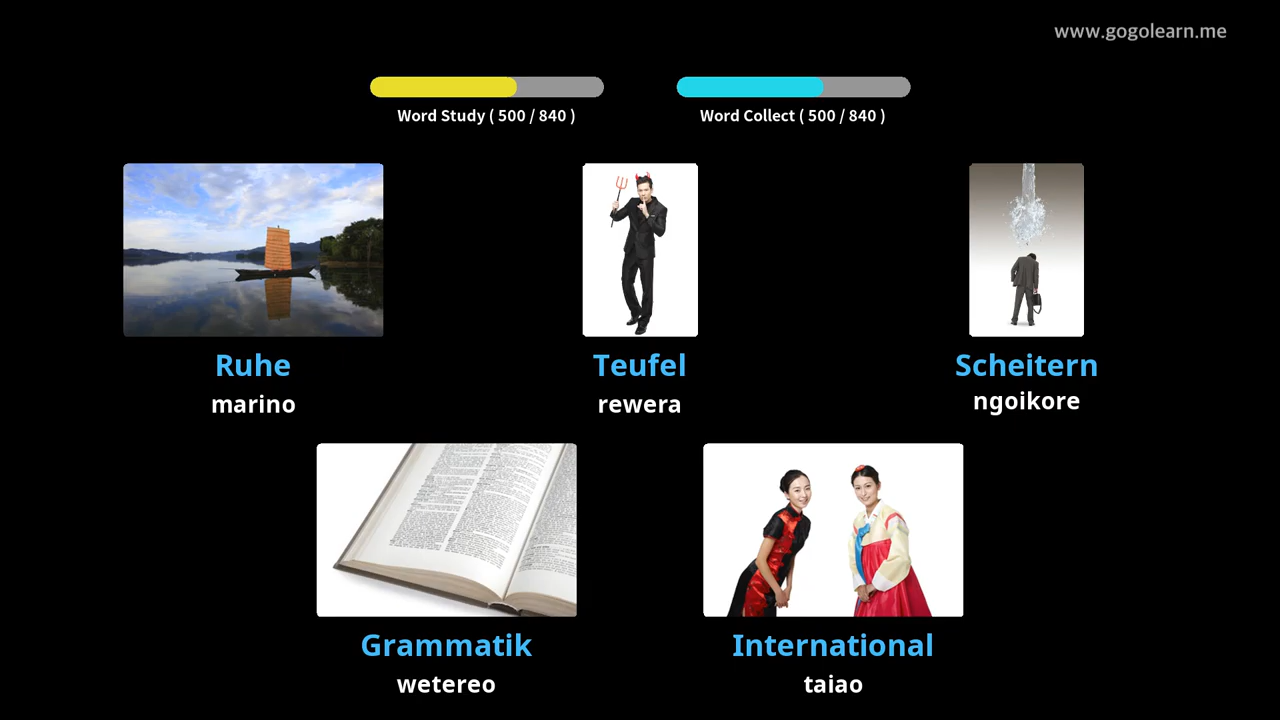 www.gogolearn.me
Word Study ( 500 / 840 )
Word Collect ( 500 / 840 )
Ruhe
marino
Teufel
rewera
Scheitern
ngoikore
Grammatik
wetereo
International
taiao